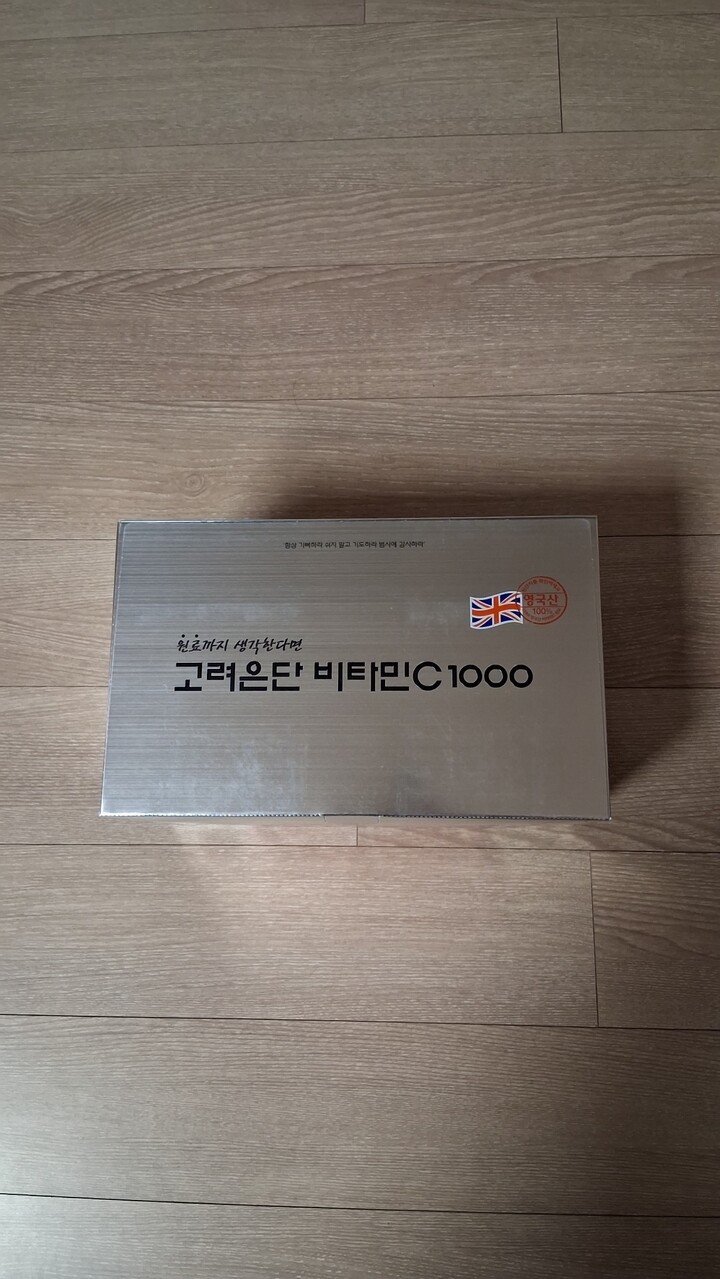 '항상 기뻐하라 쉬지 말고 기도하라 범사에 감사하라'
영국산
100%
원료까지 생각한다면
고려은단 비타민C 1000